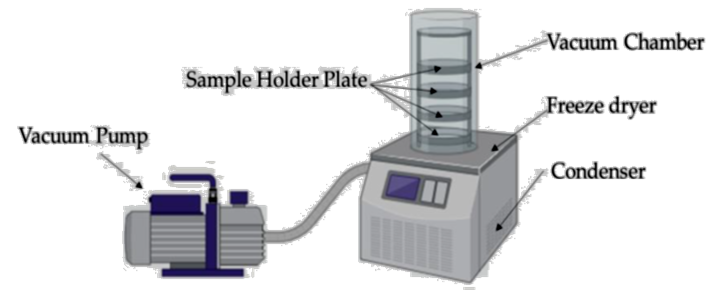 Vacuum Chamber
Sample Holder Plate
Freeze dryer
Vacuum Pump
Condenser